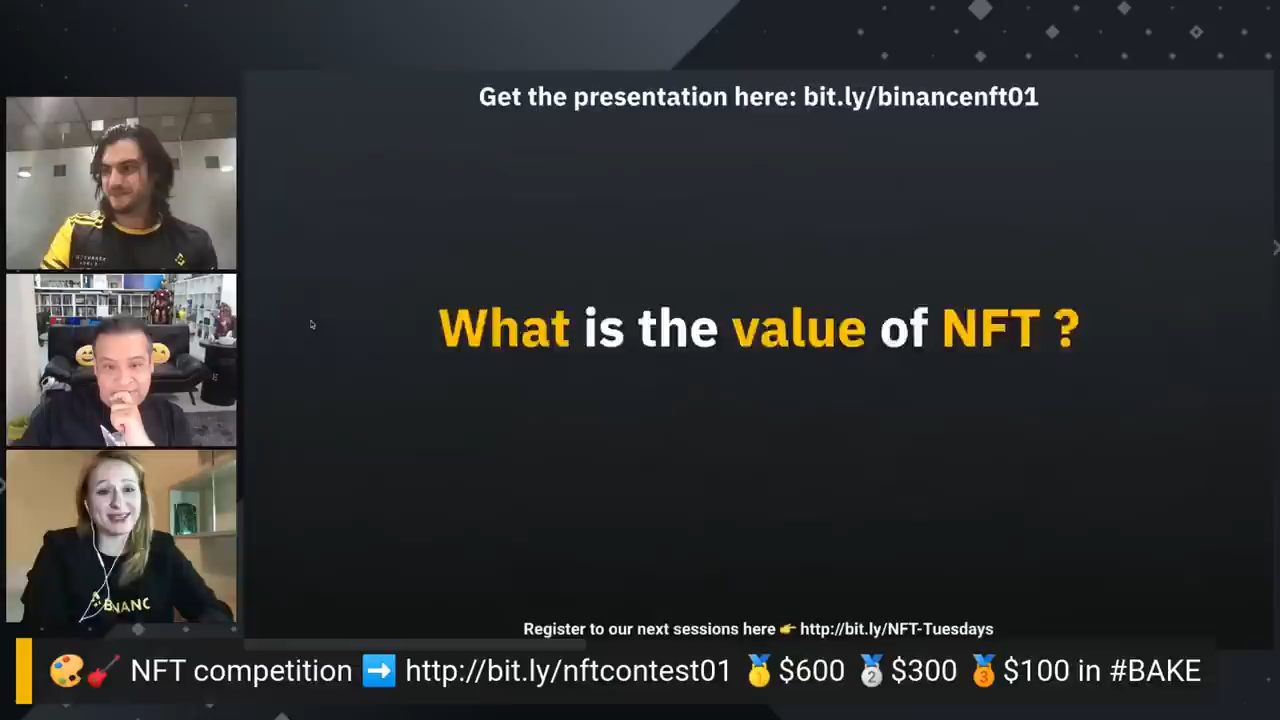 Get the presentation here: bit.ly/binancenft01
What is the value of NFT ?
BINANC
Register to our next sessions here 👉 http://bit.ly/NFT-Tuesdays
🎨🎸 NFT competition ➡️ http://bit.ly/nftcontest01 🥇$600 🥈$300 🥉$100 in #BAKE